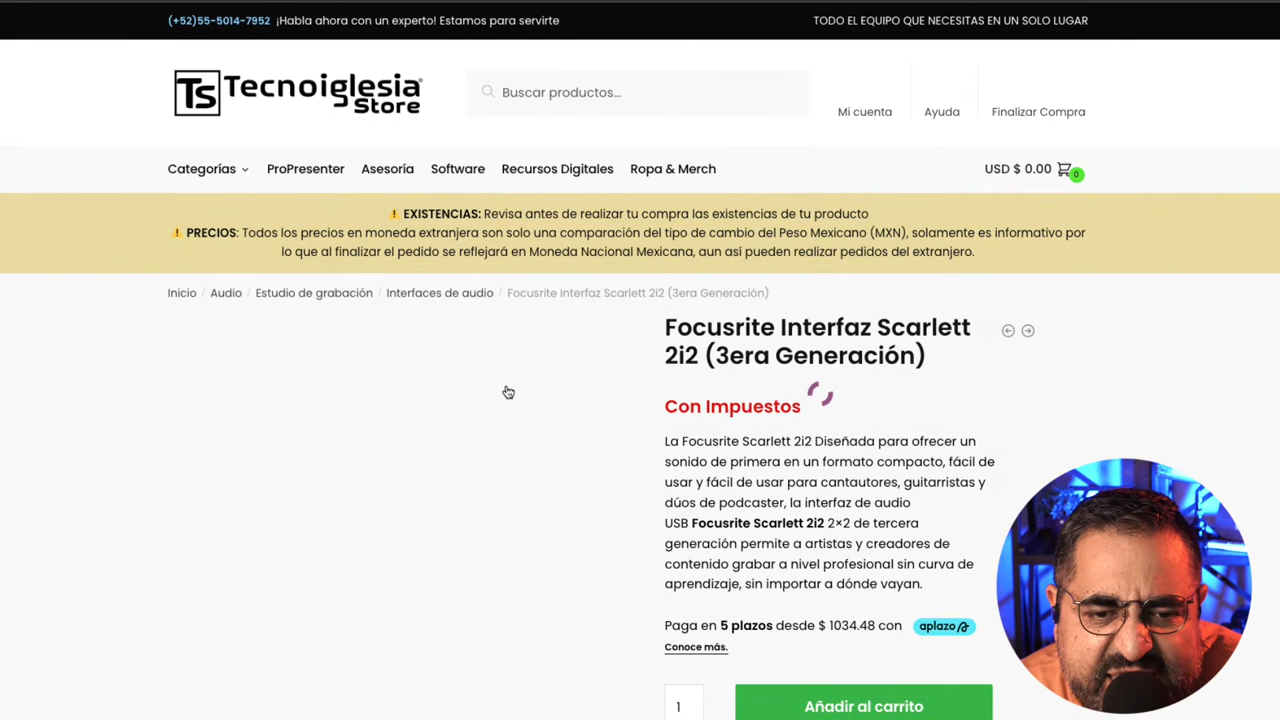 (+52)55-5014-7952 ¡Habla ahora con un experto! Estamos para servirte
TODO EL EQUIPO QUE NECESITAS EN UN SOLO LUGAR
TS Tecnoiglesia® Store
Buscar productos...
Mi cuenta
Ayuda
Finalizar Compra
Categorías
ProPresenter
Asesoría
Software
Recursos Digitales
Ropa & Merch
USD $ 0.00
0
⚠ EXISTENCIAS: Revisa antes de realizar tu compra las existencias de tu producto
⚠ PRECIOS: Todos los precios en moneda extranjera son solo una comparación del tipo de cambio del Peso Mexicano (MXN), solamente es informativo por
lo que al finalizar el pedido se reflejará en Moneda Nacional Mexicana, aun así pueden realizar pedidos del extranjero.
Inicio / Audio / Estudio de grabación / Interfaces de audio / Focusrite Interfaz Scarlett 2i2 (3era Generación)
Focusrite Interfaz Scarlett
2i2 (3era Generación)
Con Impuestos
La Focusrite Scarlett 2i2 Diseñada para ofrecer un
sonido de primera en un formato compacto, fácil de
usar y fácil de usar para cantautores, guitarristas y
dúos de podcaster, la interfaz de audio
USB Focusrite Scarlett 2i2 2×2 de tercera
generación permite a artistas y creadores de
contenido grabar a nivel profesional sin curva de
aprendizaje, sin importar a dónde vayan.
Paga en 5 plazos desde $ 1034.48 con aplazo
Conoce más.
1
Añadir al carrito